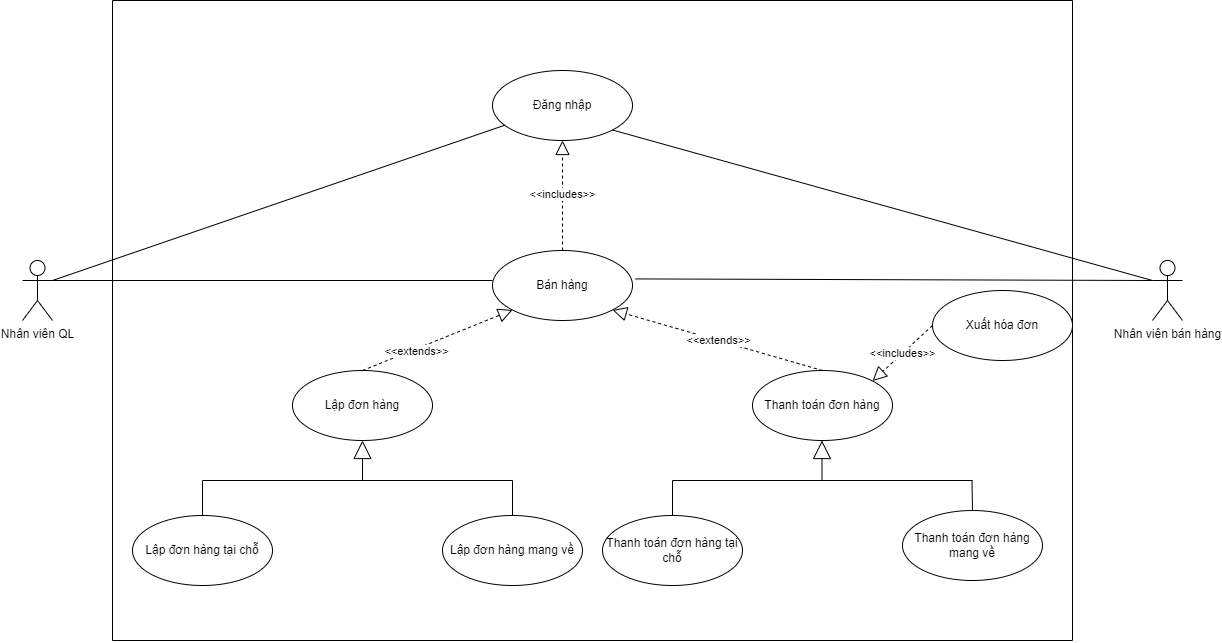 Đăng nhập
<<includes>>
Bán hàng
Nhân viên QL
Xuất hóa đơn
Nhân viên bán hàng
<<extends>>
<<extends>>
<<includes>>
Lập đơn hàng
Thanh toán đơn hàng
Lập đơn hàng tại chỗ
Lập đơn hàng mang về
Thanh toán đơn hàng tại
chỗ
Thanh toán đơn hàng
mang về